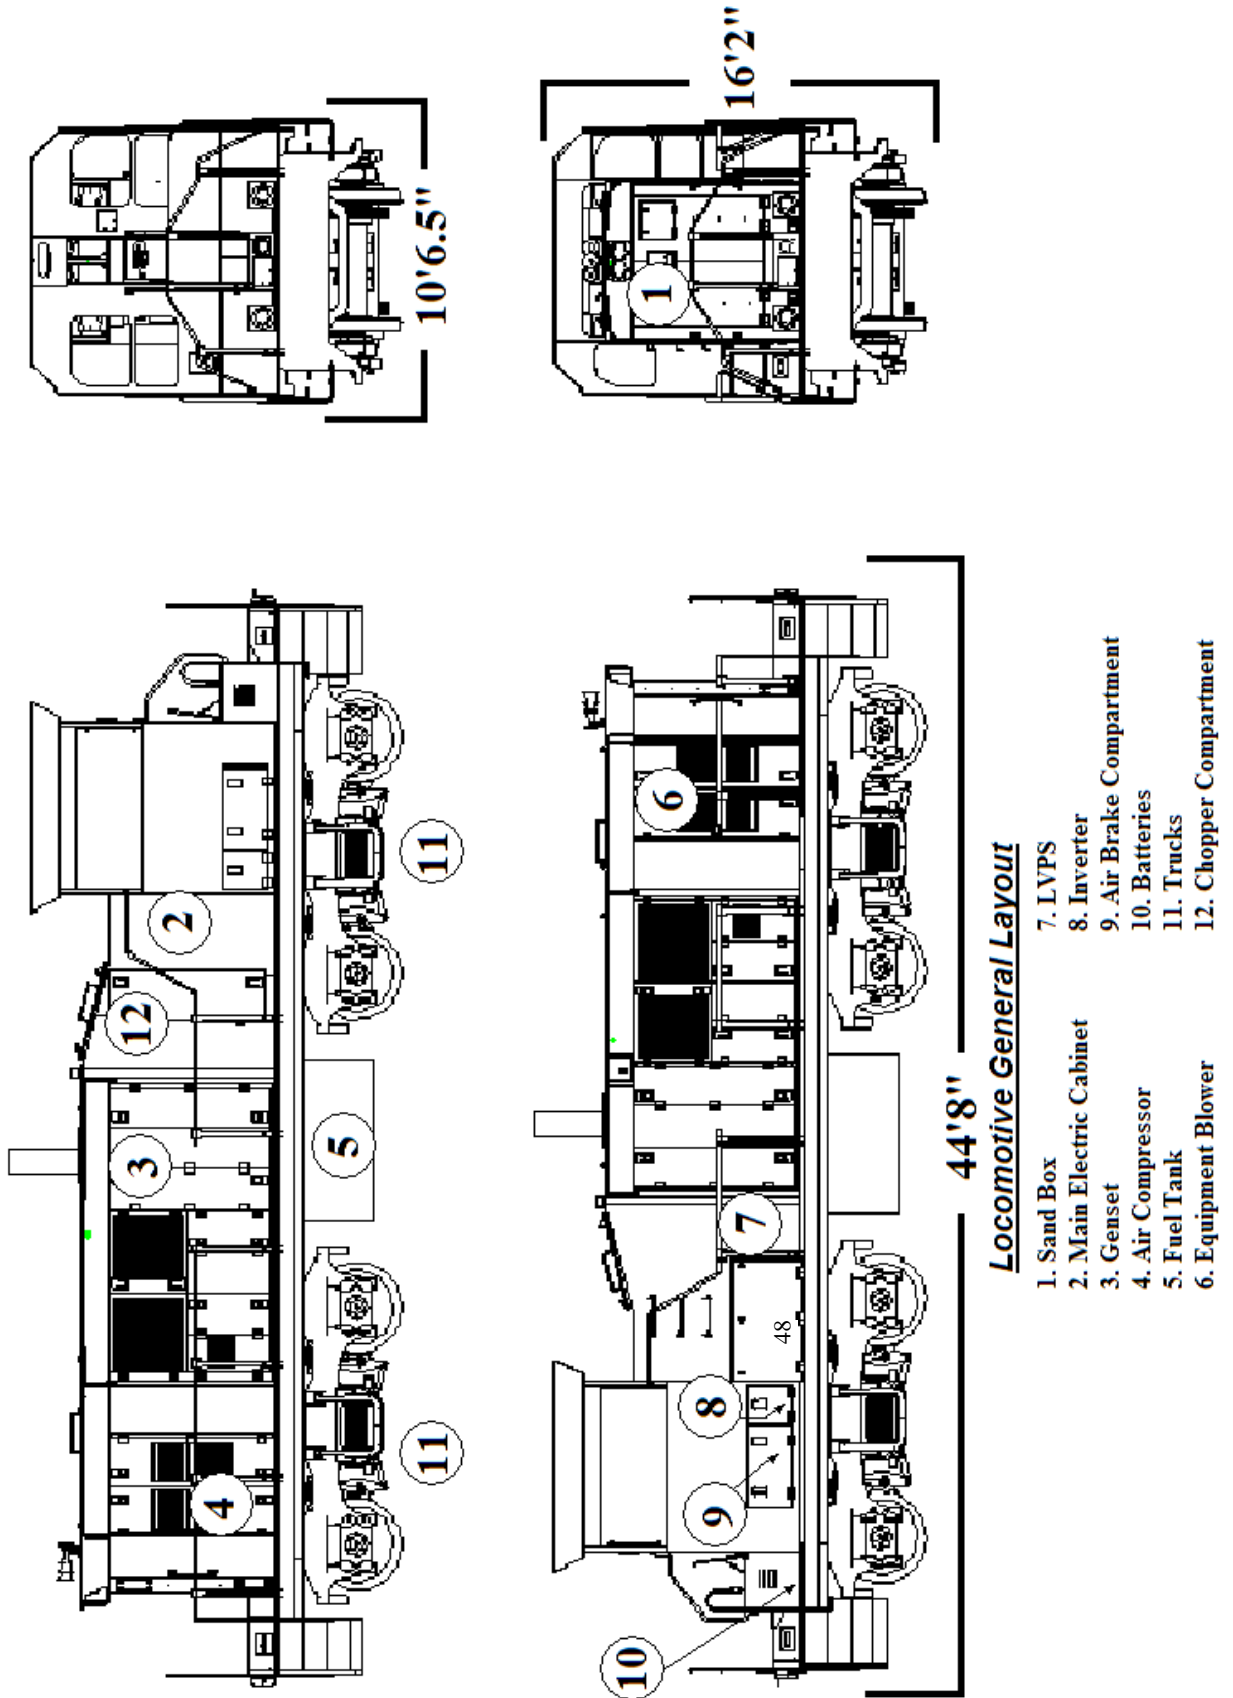 2
11
12
3
5
11
4
10'6.5"
6
7
48
8
9
10
1
16'2"
44'8"
Locomotive General Layout
1. Sand Box
2. Main Electric Cabinet
3. Genset
4. Air Compressor
5. Fuel Tank
6. Equipment Blower
7. LVPS
8. Inverter
9. Air Brake Compartment
10. Batteries
11. Trucks
12. Chopper Compartment